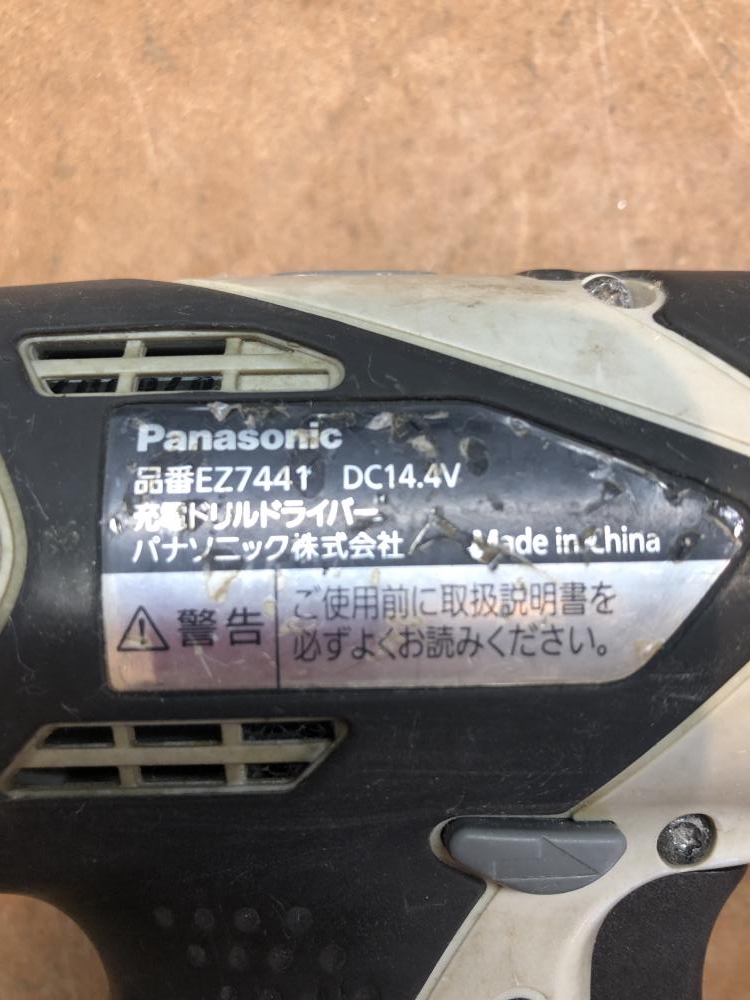 Panasonic
品番EZ7441 DC14.4V
充電ドリルドライバー
パナソニック株式会社 Made in China
警告
ご使用前に取扱説明書を
必ずよくお読みください。